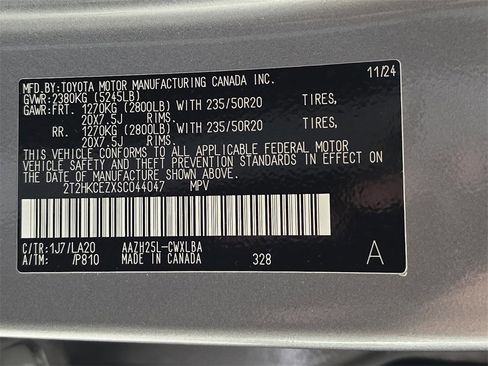 MFD.BY:TOYOTA MOTOR MANUFACTURING CANADA INC. 11/24
GVWR:2380KG (5245LB)
GAWR:FRT. 1270KG (2800LB) WITH 235/50R20 TIRES,
20X7.5J RIMS,
RR. 1270KG (2800LB) WITH 235/50R20 TIRES,
20X7.5J RIMS,
THIS VEHICLE CONFORMS TO ALL APPLICABLE FEDERAL MOTOR
VEHICLE SAFETY AND THEFT PREVENTION STANDARDS IN EFFECT
ON THE DATE OF MANUFACTURE SHOWN ABOVE.
2T2HKCEZXSC044047 MPV
C/TR:1J7/LA20 AAZH25L-CWXLBA
A/TM: /P810 MADE IN CANADA 328 A